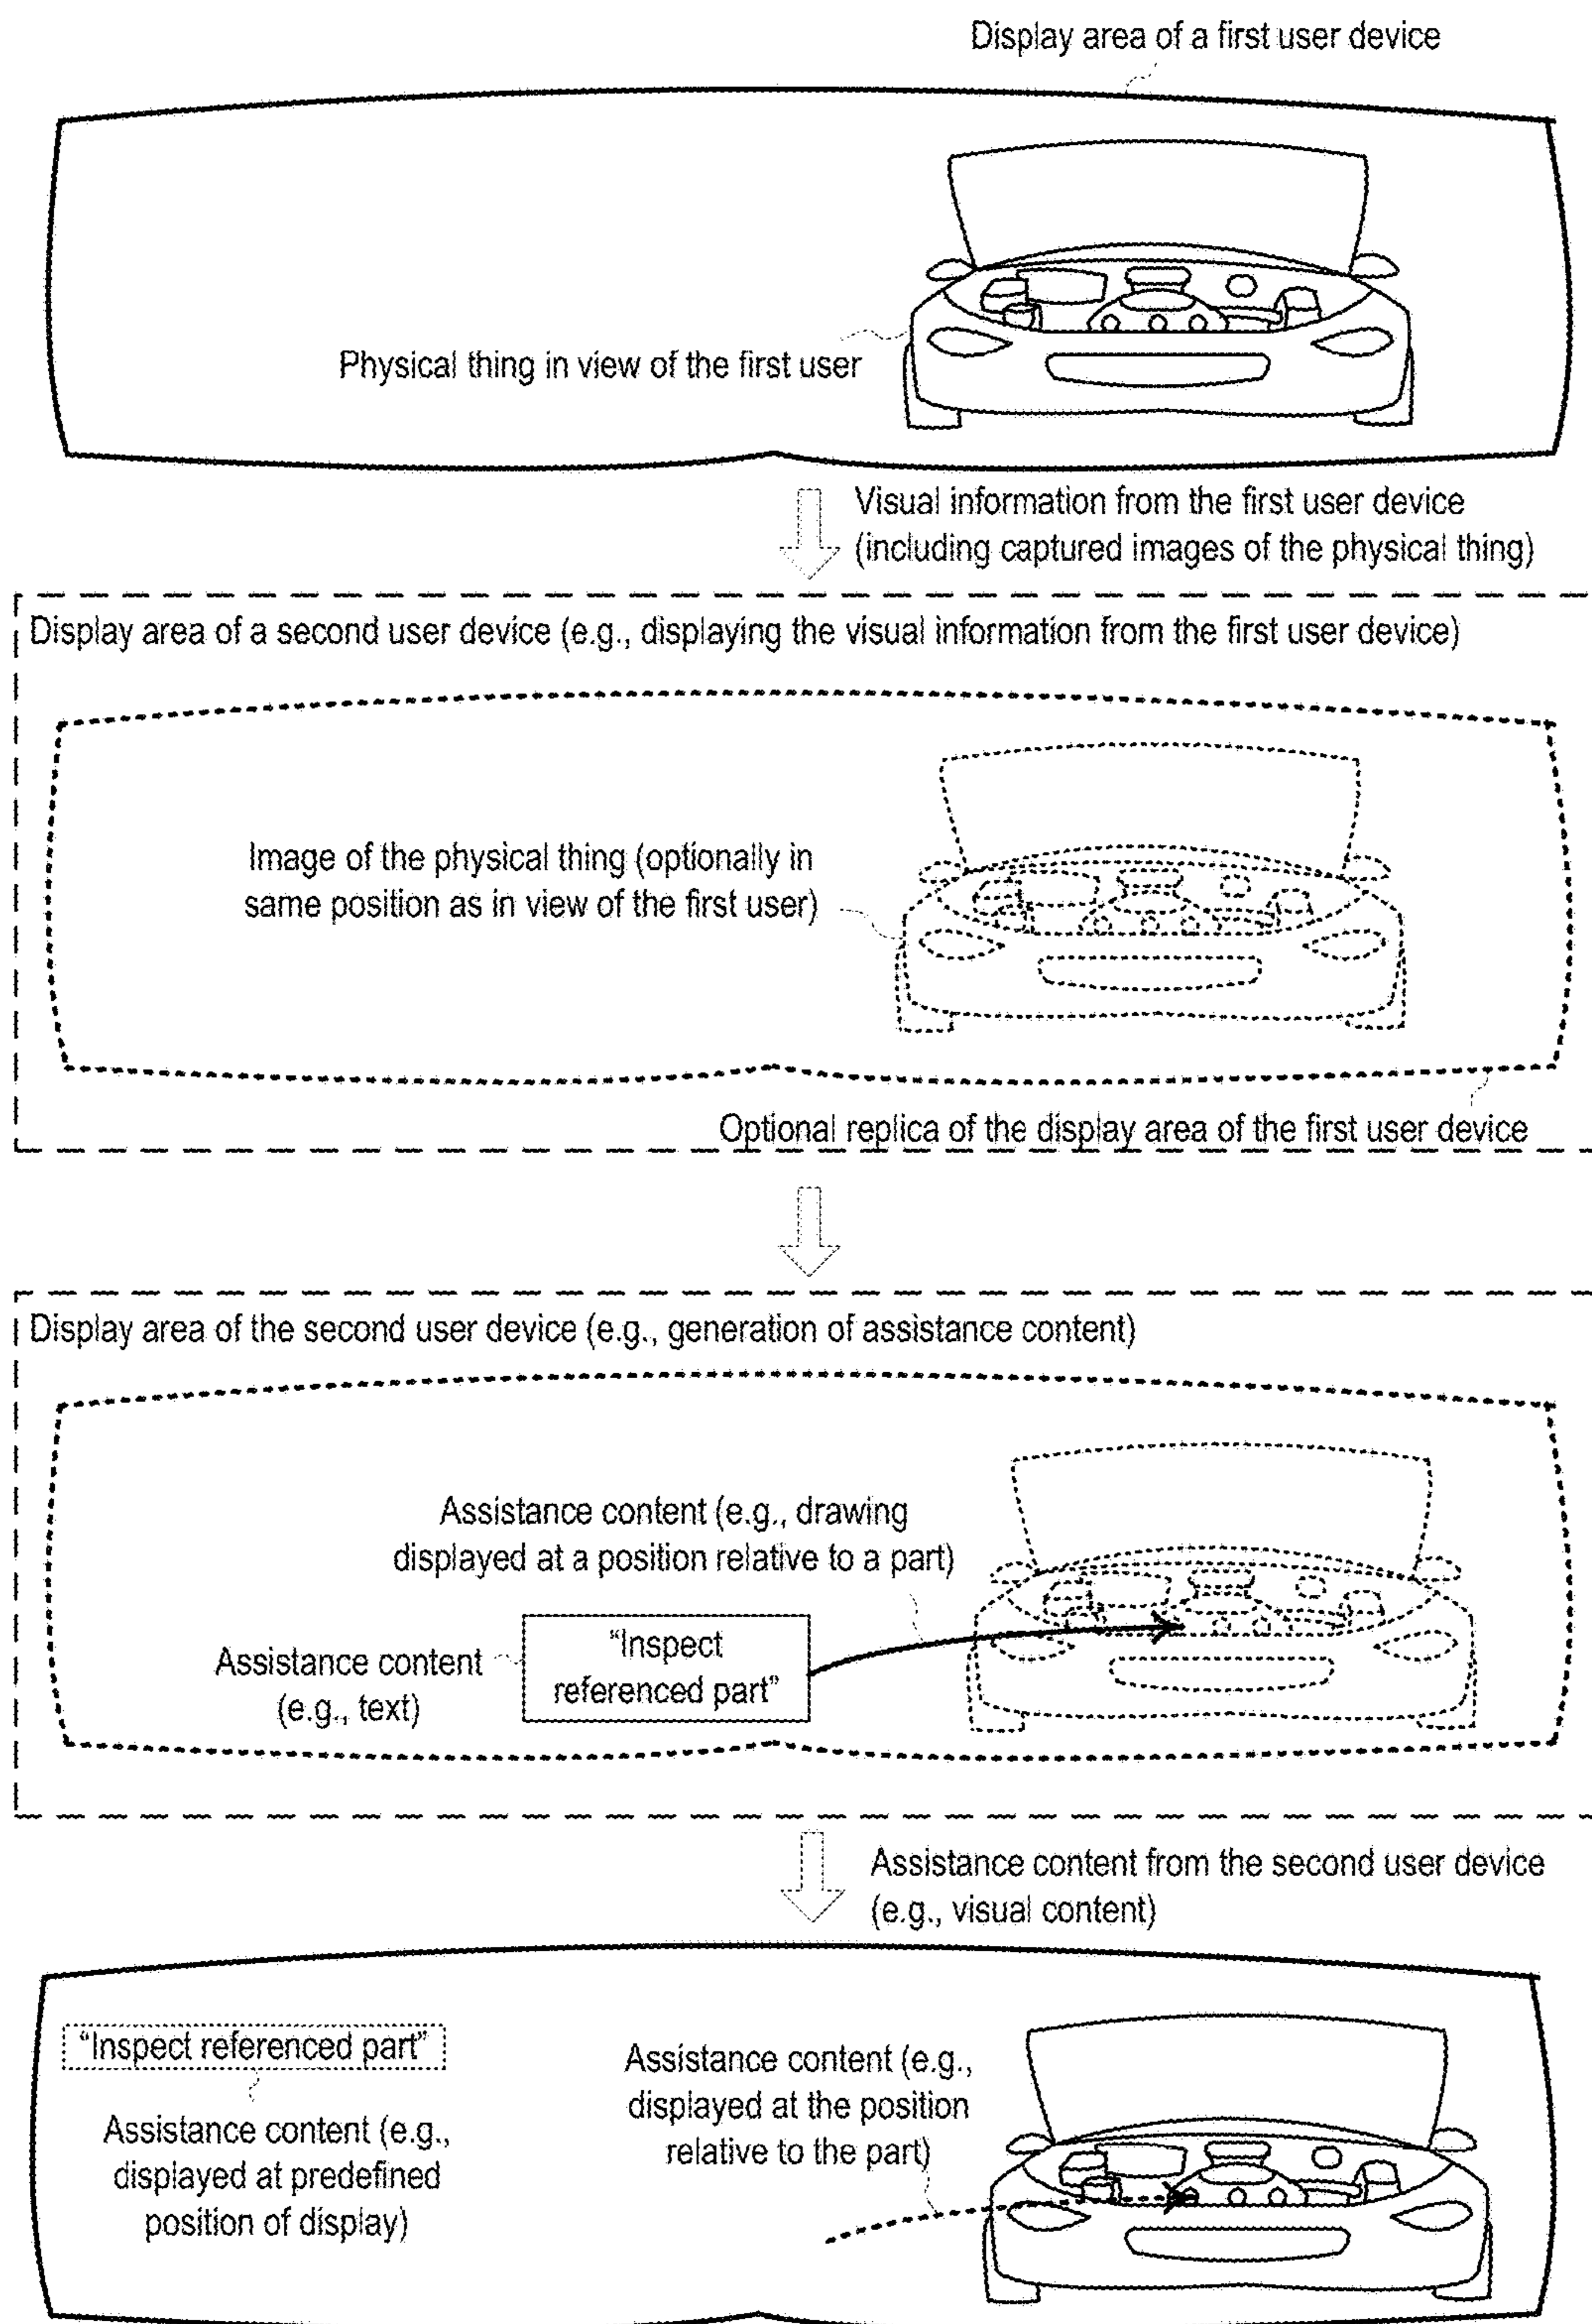 Display area of a first user device
Physical thing in view of the first user
Visual information from the first user device
(including captured images of the physical thing)
Display area of a second user device (e.g., displaying the visual information from the first user device)
Image of the physical thing (optionally in
same position as in view of the first user)
Optional replica of the display area of the first user device
Display area of the second user device (e.g., generation of assistance content)
Assistance content (e.g., drawing
displayed at a position relative to a part)
Assistance content
(e.g., text)
“Inspect
referenced part”
Assistance content from the second user device
(e.g., visual content)
“Inspect referenced part”
Assistance content (e.g.,
displayed at predefined
position of display)
Assistance content (e.g.,
displayed at the position
relative to the part)